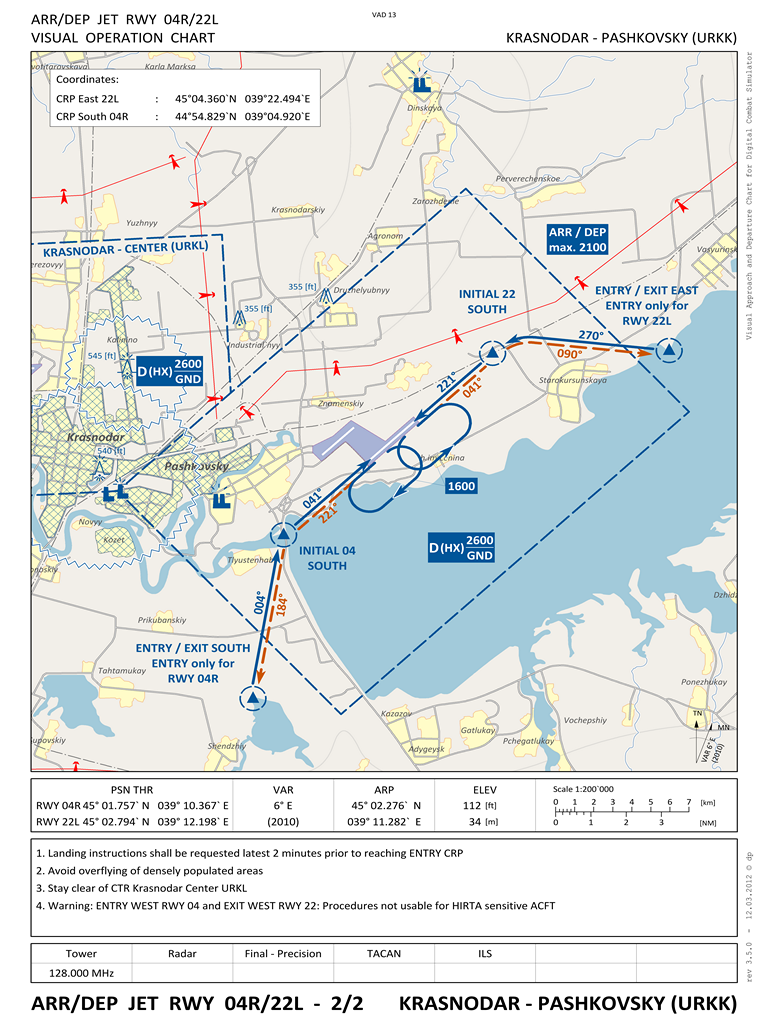 ARR/DEP JET RWY 04R/22L
VAD 13
VISUAL OPERATION CHART
KRASNODAR - PASHKOVSKY (URKK)
Karla Marksa
Coordinates:
CRP East 22L : 45°04.360`N 039°22.494`E
CRP South 04R : 44°54.829`N 039°04.920`E
Dinskaya
Perverechenskoe
Zarozhdenie
Krasnodarskiy
Yuzhnyy
Agronom
ARR / DEP
max. 2100
KRASNODAR - CENTER (URKL)
355 [ft]
Druzhelyubnyy
355 [ft]
INITIAL 22
SOUTH
ENTRY / EXIT EAST
ENTRY only for
RWY 22L
270°
090°
Kalinino
Industrial'nyy
545 [ft]
D(HX) 2600
GND
221°
041°
Starokursunskaya
Znamenskiy
Krasnodar
540 [ft]
Pashkovsky
1600
041°
221°
Novyy
Kozet
D(HX) 2600
GND
INITIAL 04
SOUTH
Tlyustenhabl
004°
184°
Prikubanskiy
ENTRY / EXIT SOUTH
ENTRY only for
RWY 04R
Tahtamukay
Ponezhukay
Kazazov
Vochepshiy
Gatlukay
Pchegatlukay
Adygeysk
Shendzhiy
TN
MN
VAR 6° E
(2010)
PSN THR
VAR
ARP
ELEV
Scale 1:200`000
RWY 04R 45° 01.757` N 039° 10.367` E
6° E
45° 02.276` N
112 [ft]
0 1 2 3 4 5 6 7 [km]
RWY 22L 45° 02.794` N 039° 12.198` E
(2010)
039° 11.282` E
34 [m]
0 1 2 3 [NM]
1. Landing instructions shall be requested latest 2 minutes prior to reaching ENTRY CRP
2. Avoid overflying of densely populated areas
3. Stay clear of CTR Krasnodar Center URKL
4. Warning: ENTRY WEST RWY 04 and EXIT WEST RWY 22: Procedures not usable for HIRTA sensitive ACFT
Tower
Radar
Final - Precision
TACAN
ILS
128.000 MHz
ARR/DEP JET RWY 04R/22L - 2/2
KRASNODAR - PASHKOVSKY (URKK)
Visual Approach and Departure Chart for Digital Combat Simulator
rev 3.5.0 - 12.03.2012 © dp